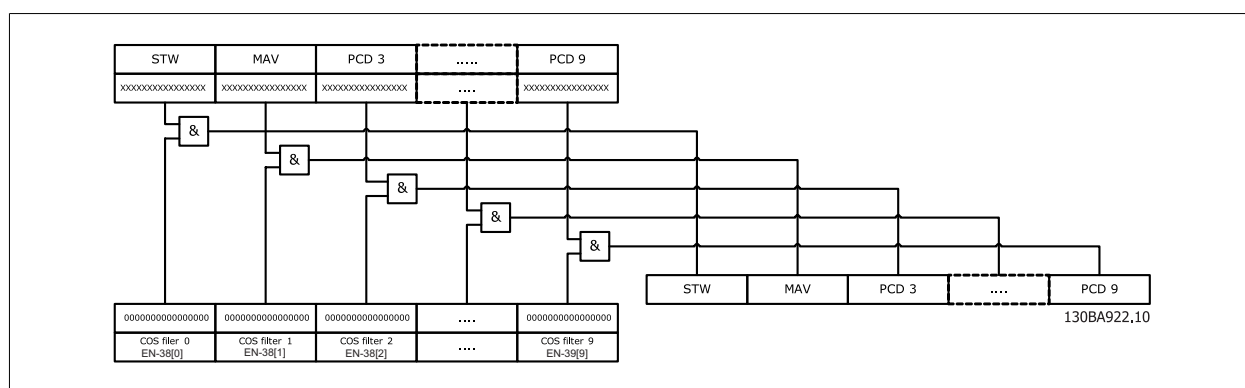 STW MAV PCD 3 ..... PCD 9
XXXXXXXXXXXXXXXX XXXXXXXXXXXXXXXX XXXXXXXXXXXXXXXX .... XXXXXXXXXXXXXXXX
&
&
&
&
&
STW MAV PCD 3 .... PCD 9
0000000000000000 0000000000000000 0000000000000000 .... 0000000000000000
130BA922.10
COS filer 0 COS filter 1 COS filter 2 .... COS filter 9
EN-38[0] EN-38[1] EN-38[2] EN-39[9]